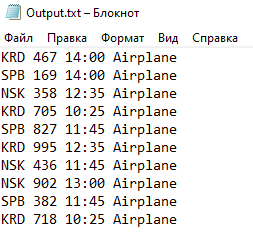 Output.txt – Блокнот
Файл Правка Формат Вид Справка
KRD 467 14:00 Airplane
SPB 169 14:00 Airplane
NSK 358 12:35 Airplane
KRD 705 10:25 Airplane
SPB 827 11:45 Airplane
KRD 995 12:35 Airplane
NSK 436 11:45 Airplane
NSK 902 13:00 Airplane
SPB 382 11:45 Airplane
KRD 718 10:25 Airplane